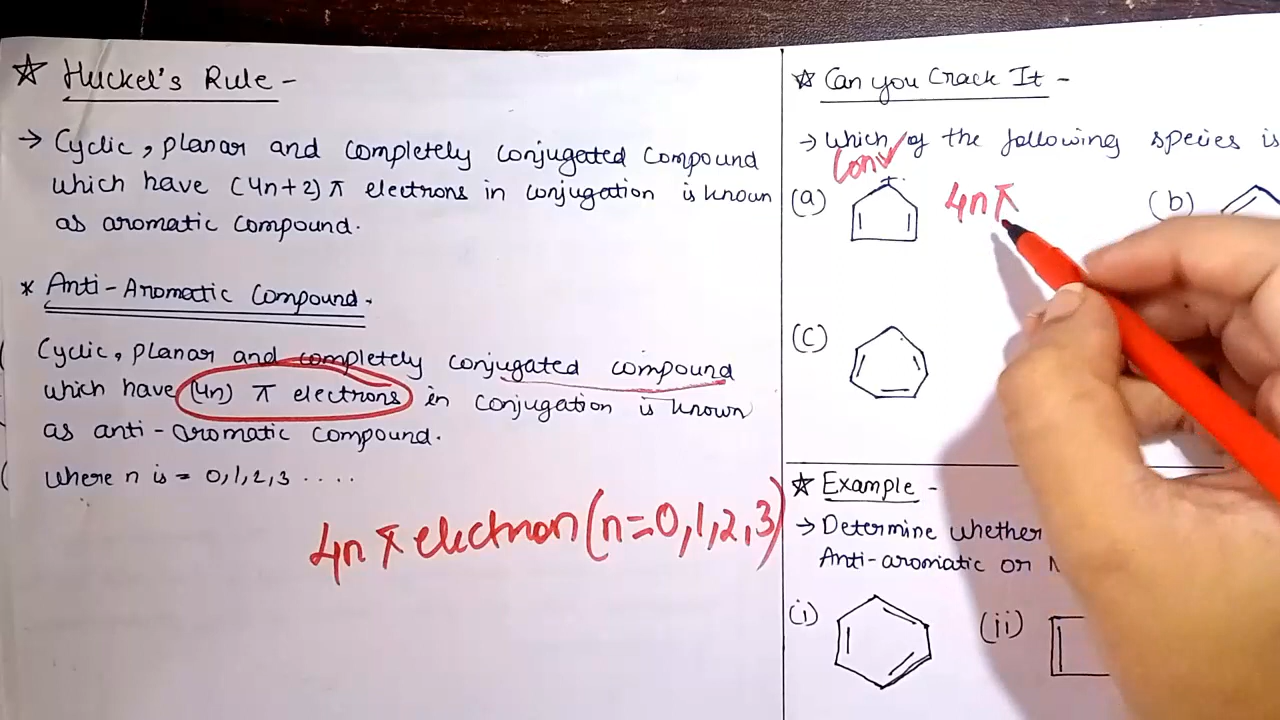 ☆ Huckel's Rule -
→ Cyclic, planar and completely conjugated compound
which have (4n+2) π electrons in conjugation is known
as aromatic compound.
* Anti-Aromatic Compound -
Cyclic, planar and completely conjugated compound
which have (4n) π electrons in conjugation is known
as anti-aromatic compound.
where n is = 0,1,2,3 ....
4n π electron (n=0,1,2,3)
☆ Can you Crack It -
→ Which of the following species is
Conv ✓
(a)
+
4n π
(b)
(c)
☆ Example -
→ Determine whether
Anti-aromatic or N
(i)
(ii)